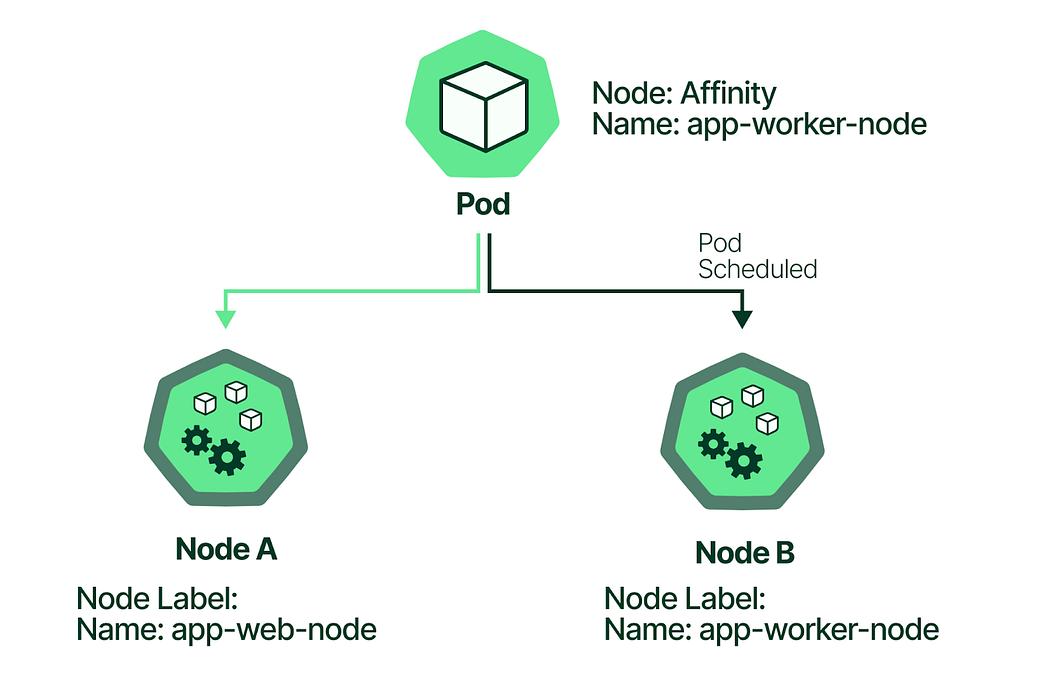 Node: Affinity
Name: app-worker-node
Pod
Pod
Scheduled
Node A
Node Label:
Name: app-web-node
Node B
Node Label:
Name: app-worker-node